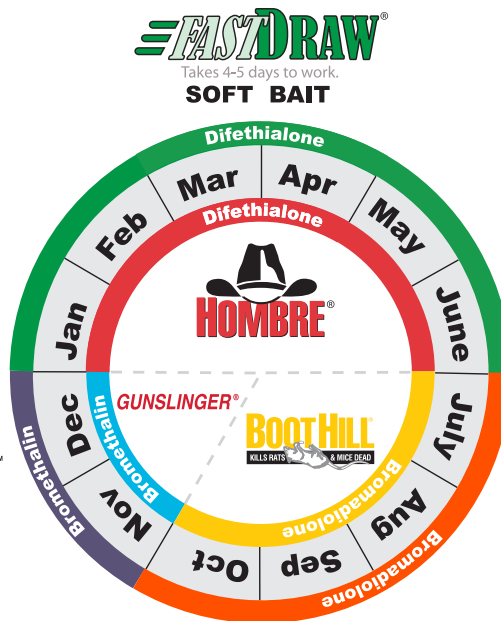 FASTDRAW®
Takes 4-5 days to work.
SOFT BAIT
Difethialone
Jan
Feb
Mar
Apr
May
June
July
Aug
Sep
Oct
Nov
Dec
Difethialone
HOMBRE®
GUNSLINGER®
BOOTHILL®
KILLS RATS & MICE DEAD
Bromethalin
Bromethalin
Bromadiolone
Bromadiolone
™